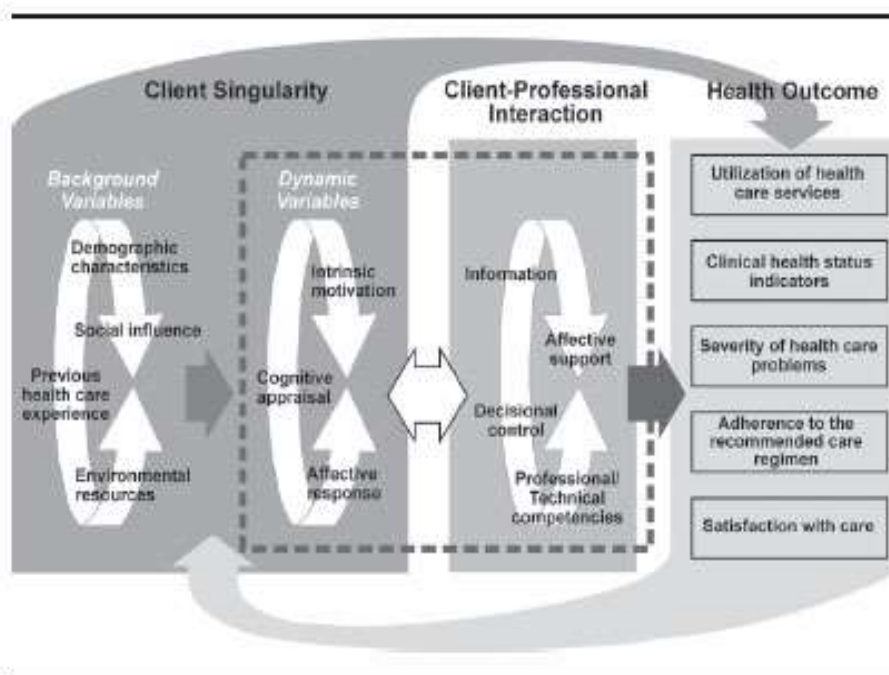 Client Singularity
Client-Professional
Interaction
Health Outcome
Background
Variables
Demographic
characteristics
Social influence
Previous
health care
experience
Environmental
resources
Dynamic
Variables
Intrinsic
motivation
Cognitive
appraisal
Affective
response
Information
Affective
support
Decisional
control
Professional/
Technical
competencies
Utilization of health
care services
Clinical health status
indicators
Severity of health care
problems
Adherence to the
recommended care
regimen
Satisfaction with care